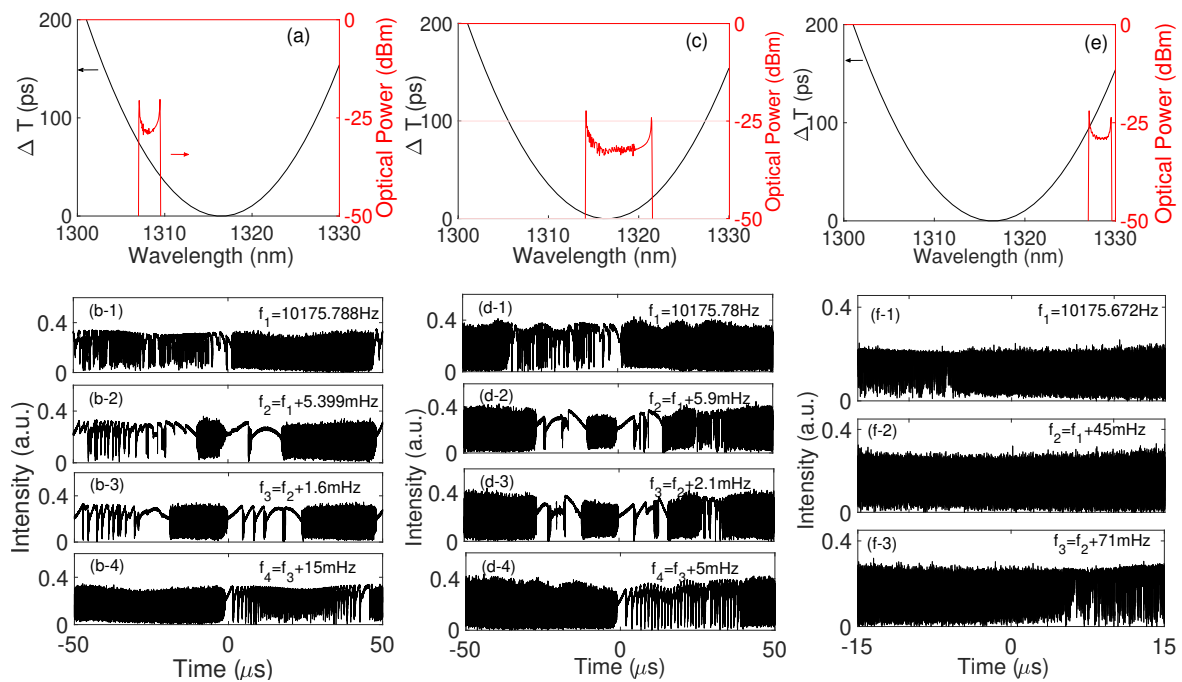 200
150
100
50
0
Δ T (ps)
(a)
0
-25
-50
Optical Power (dBm)
1300 1310 1320 1330
Wavelength (nm)
200
150
100
50
0
Δ T (ps)
(c)
0
-25
-50
Optical Power (dBm)
1300 1310 1320 1330
Wavelength (nm)
200
100
0
Δ T (ps)
(e)
0
-25
-50
Optical Power (dBm)
1300 1310 1320 1330
Wavelength (nm)
Intensity (a.u.)
(b-1) f₁=10175.788Hz
0.4
0
(b-2) f₂=f₁+5.399mHz
0.4
0
(b-3) f₃=f₂+1.6mHz
0.4
0
(b-4) f₄=f₃+15mHz
0.4
0
-50 0 50
Time (μs)
Intensity (a.u.)
(d-1) f₁=10175.78Hz
0.4
0
(d-2) f₂=f₁+5.9mHz
0.4
0
(d-3) f₃=f₂+2.1mHz
0.4
0
(d-4) f₄=f₃+5mHz
0.4
0
-50 0 50
Time (μs)
Intensity (a.u.)
(f-1) f₁=10175.672Hz
0.4
0
(f-2) f₂=f₁+45mHz
0.4
0
(f-3) f₃=f₂+71mHz
0.4
0
-15 0 15
Time (μs)